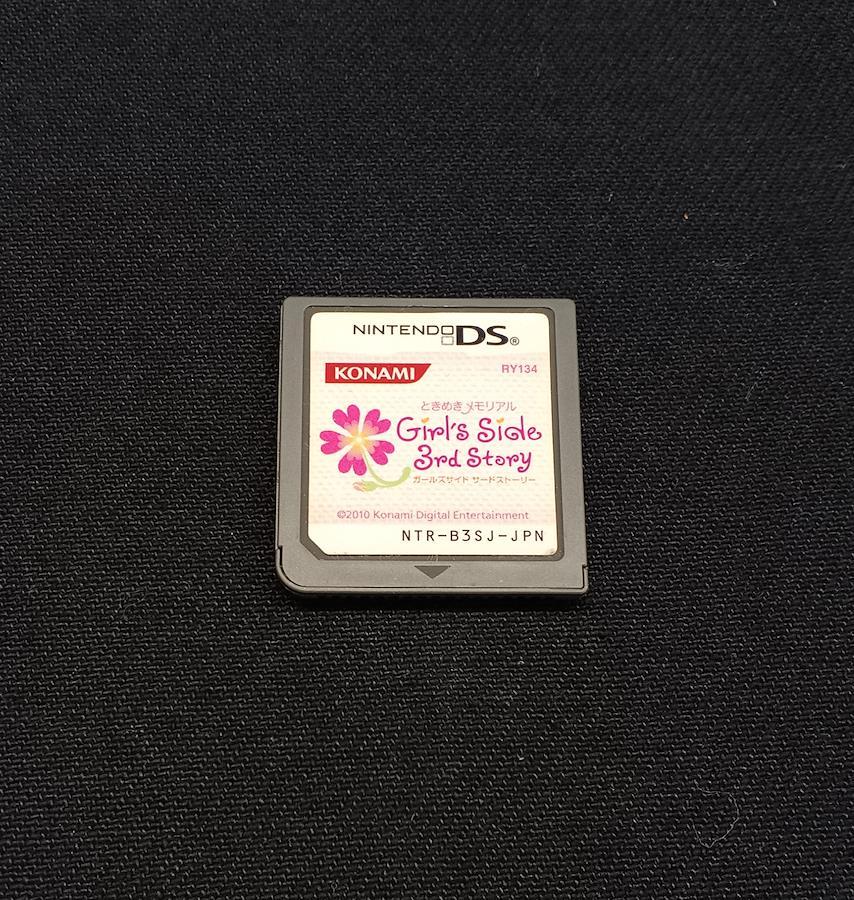 NINTENDO DS®
KONAMI
RY134
ときめきメモリアル
Girl's Side
3rd Story
ガールズサイド サードストーリー
©2010 Konami Digital Entertainment
NTR-B3SJ-JPN